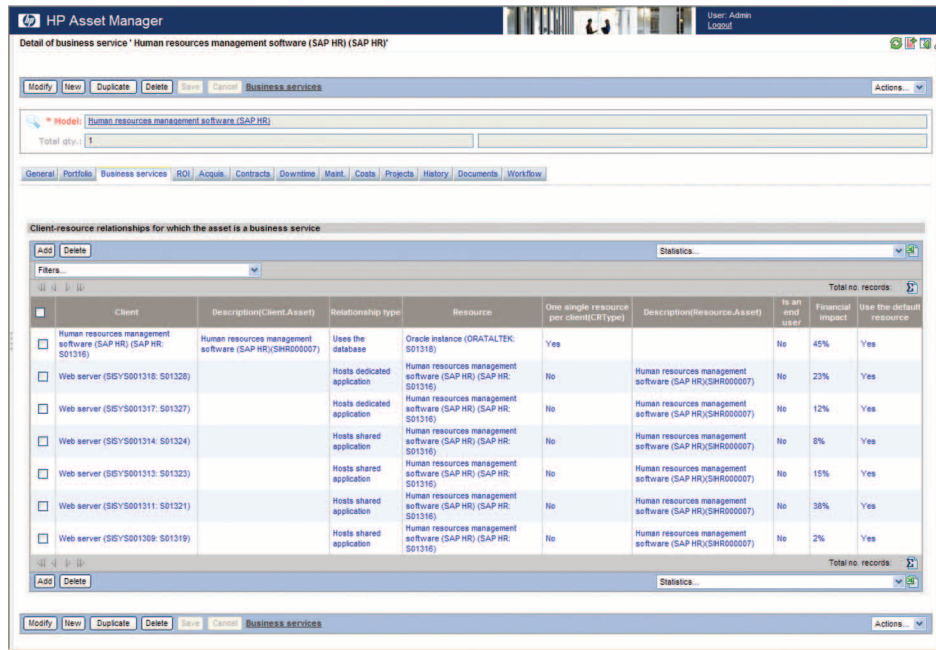 HP Asset Manager
User: Admin
Logout
Detail of business service ' Human resources management software (SAP HR) (SAP HR)'
Modify New Duplicate Delete Save Cancel Business services Actions...
* Model: Human resources management software (SAP HR)
Total qty.: 1
General Portfolio Business services ROI Acquis. Contracts Downtime Maint. Costs Projects History Documents Workflow
Client-resource relationships for which the asset is a business service
Add Delete Statistics...
Filters...
Total no. records: Σ
Client Description(Client.Asset) Relationship type Resource One single resource per client(CRType) Description(Resource.Asset) Is an end user Financial impact Use the default resource
Human resources management software (SAP HR) (SAP HR: S01316) Human resources management software (SAP HR)(SIHR000007) Uses the database Oracle instance (ORATALTEK: S01318) Yes No 45% Yes
Web server (SISYS001318: S01328) Hosts dedicated application Human resources management software (SAP HR) (SAP HR: S01316) No Human resources management software (SAP HR)(SIHR000007) No 23% Yes
Web server (SISYS001317: S01327) Hosts dedicated application Human resources management software (SAP HR) (SAP HR: S01316) No Human resources management software (SAP HR)(SIHR000007) No 12% Yes
Web server (SISYS001314: S01324) Hosts shared application Human resources management software (SAP HR) (SAP HR: S01316) No Human resources management software (SAP HR)(SIHR000007) No 8% Yes
Web server (SISYS001313: S01323) Hosts shared application Human resources management software (SAP HR) (SAP HR: S01316) No Human resources management software (SAP HR)(SIHR000007) No 15% Yes
Web server (SISYS001311: S01321) Hosts shared application Human resources management software (SAP HR) (SAP HR: S01316) No Human resources management software (SAP HR)(SIHR000007) No 38% Yes
Web server (SISYS001309: S01319) Hosts shared application Human resources management software (SAP HR) (SAP HR: S01316) No Human resources management software (SAP HR)(SIHR000007) No 2% Yes
Total no. records: Σ
Add Delete Statistics...
Modify New Duplicate Delete Save Cancel Business services Actions...